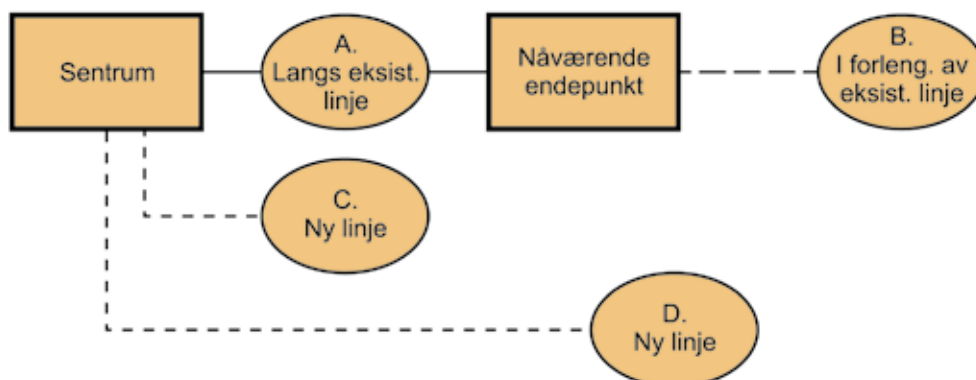 Sentrum
A.
Langs eksist.
linje
Nåværende
endepunkt
B.
I forleng. av
eksist. linje
C.
Ny linje
D.
Ny linje